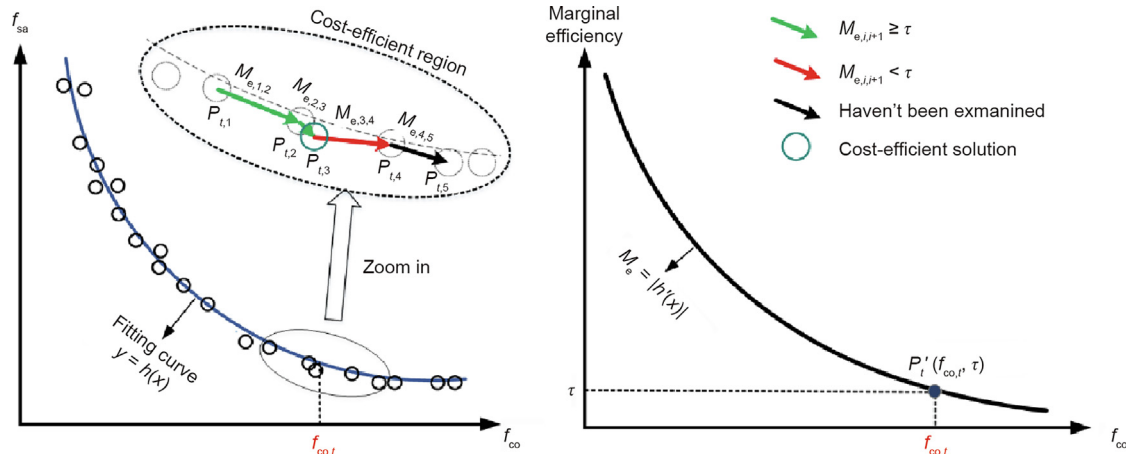 f_sa
Cost-efficient region
M_e,1,2
M_e,2,3
M_e,3,4
M_e,4,5
P_t,1
P_t,2
P_t,3
P_t,4
P_t,5
Zoom in
Fitting curve
y = h(x)
f_co
f_co,t
Marginal
efficiency
M_e,i,i+1 ≥ τ
M_e,i,i+1 < τ
Haven't been exmanined
Cost-efficient solution
M_e = |h'(x)|
P_t' (f_co,t, τ)
τ
f_co
f_co,t